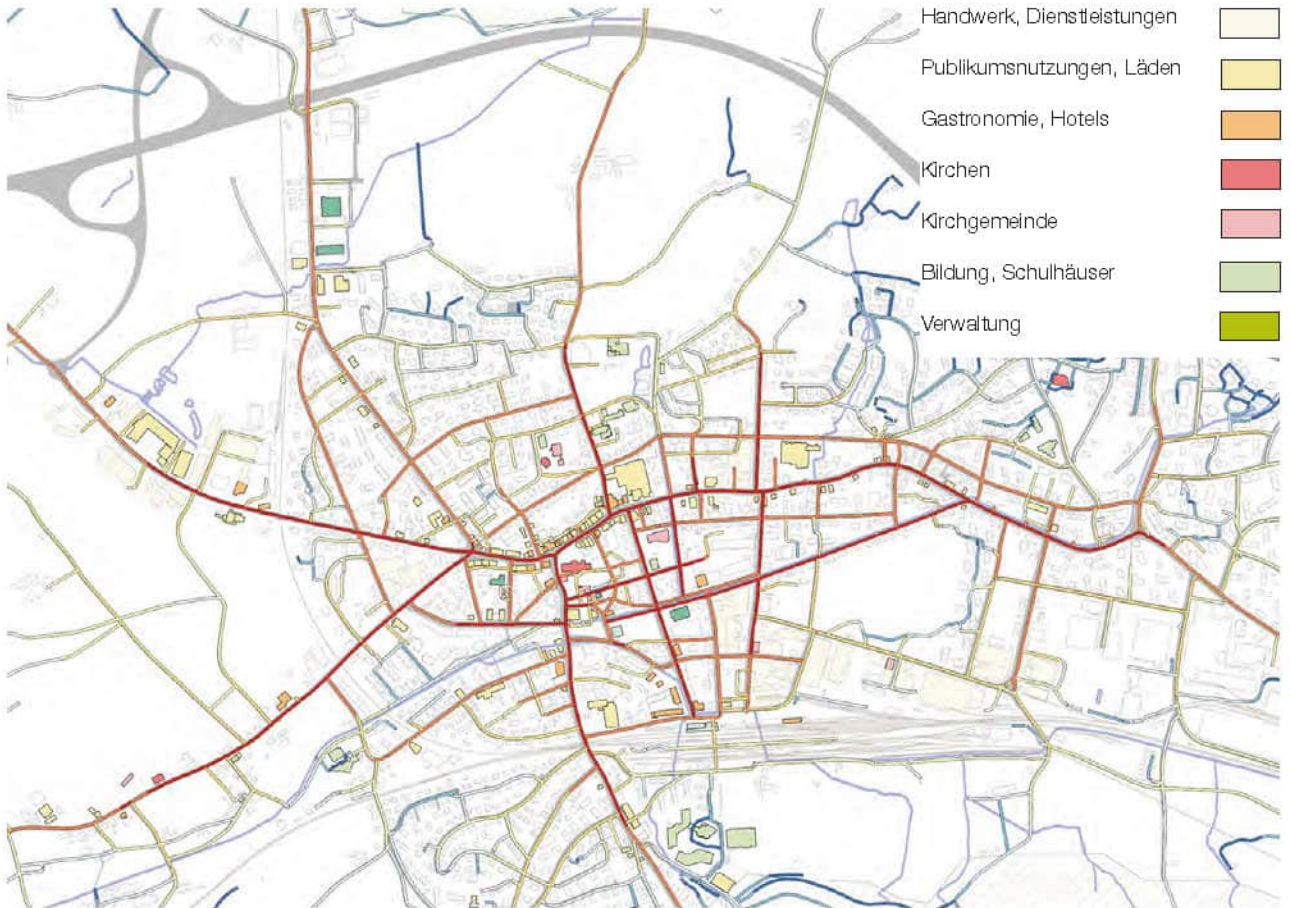 Handwerk, Dienstleistungen
Publikumsnutzungen, Läden
Gastronomie, Hotels
Kirchen
Kirchgemeinde
Bildung, Schulhäuser
Verwaltung